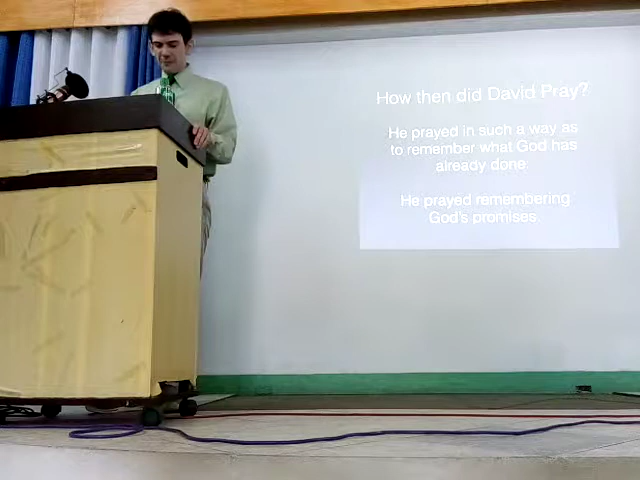 How then did David Pray?
He prayed in such a way as
to remember what God has
already done.
He prayed remembering
God's promises.